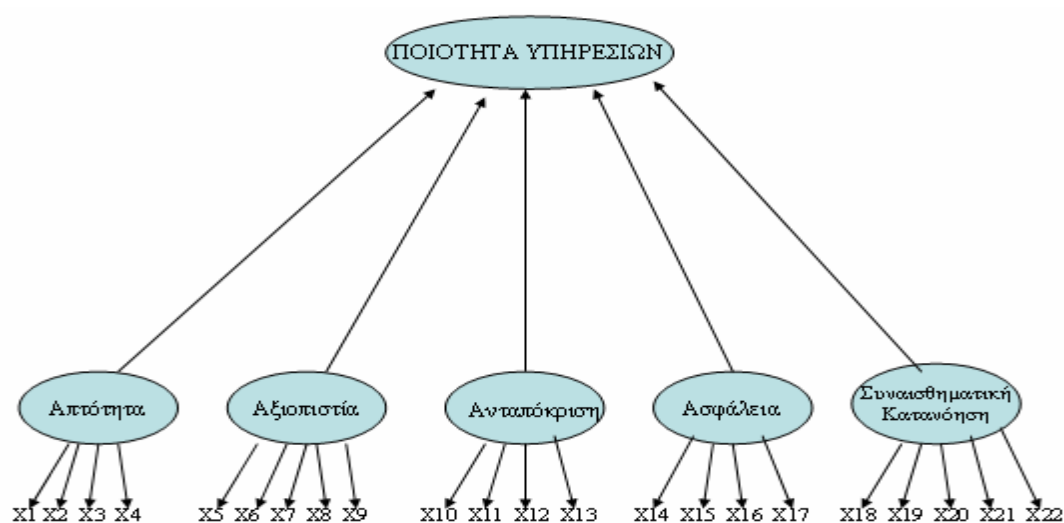 ΠΟΙΟΤΗΤΑ ΥΠΗΡΕΣΙΩΝ
Απτότητα
Αξιοπιστία
Ανταπόκριση
Ασφάλεια
Συναισθηματική
Κατανόηση
X1 X2 X3 X4 X5 X6 X7 X8 X9 X10 X11 X12 X13 X14 X15 X16 X17 X18 X19 X20 X21 X22